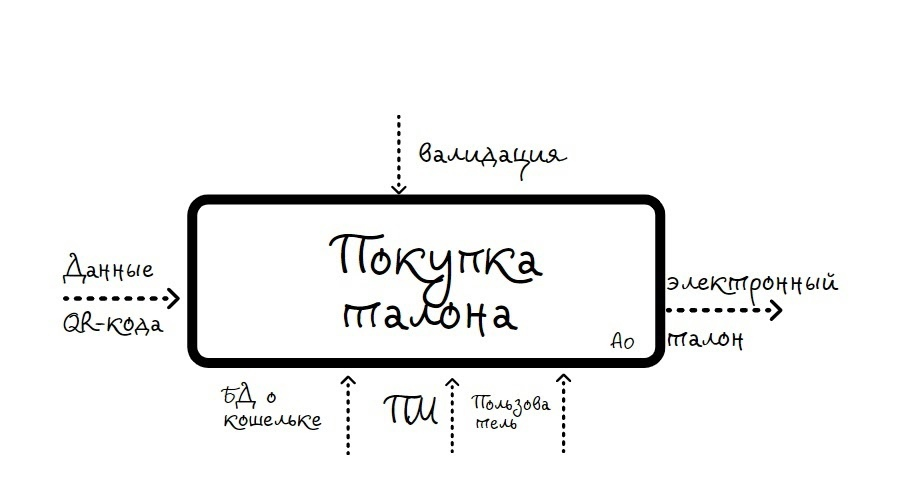 валидация
Покупка
талона
А0
Данные
QR-кода
электронный
талон
БД о
кошельке
ПМ
Пользова
тель